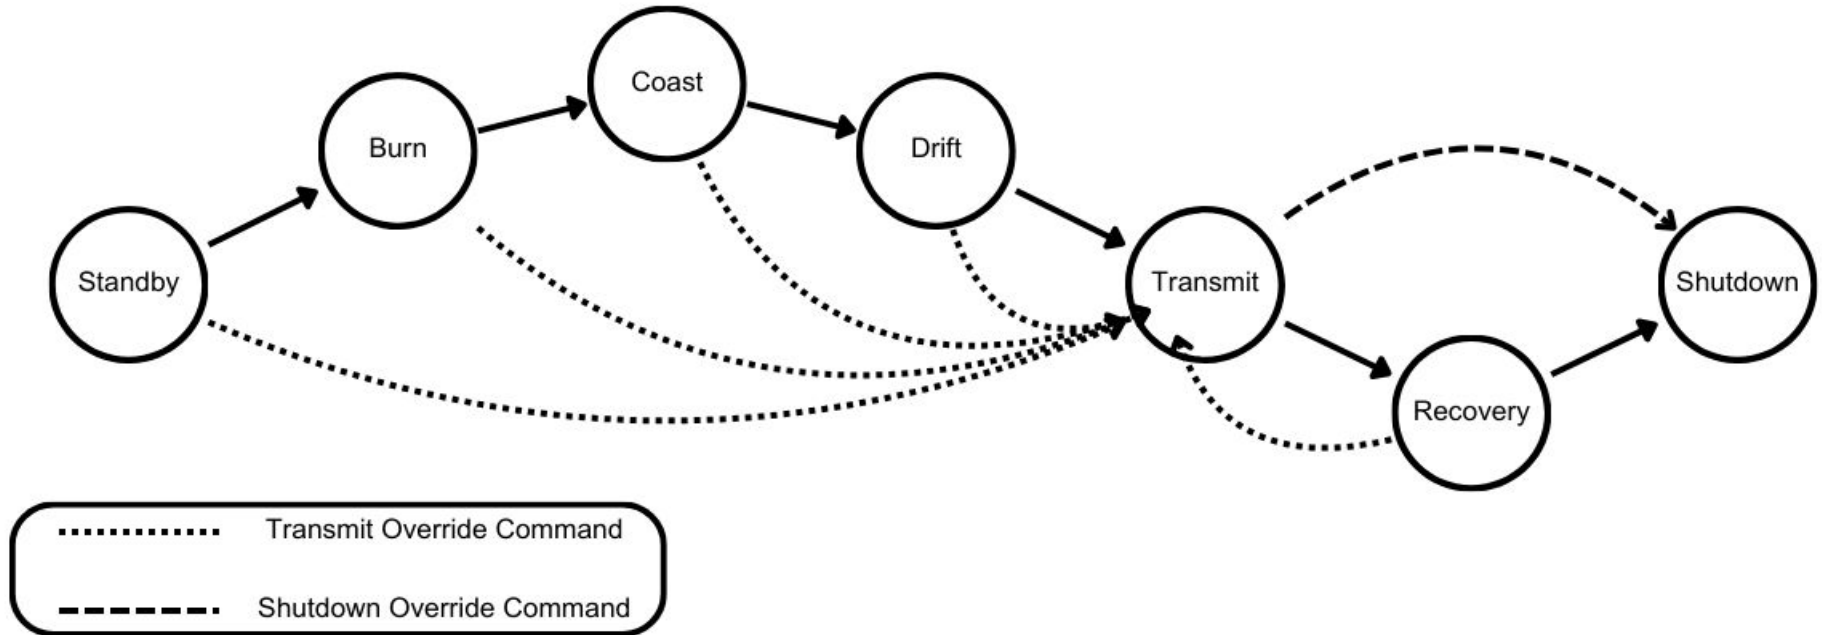 Coast
Burn
Drift
Standby
Transmit
Shutdown
Recovery
Transmit Override Command
Shutdown Override Command